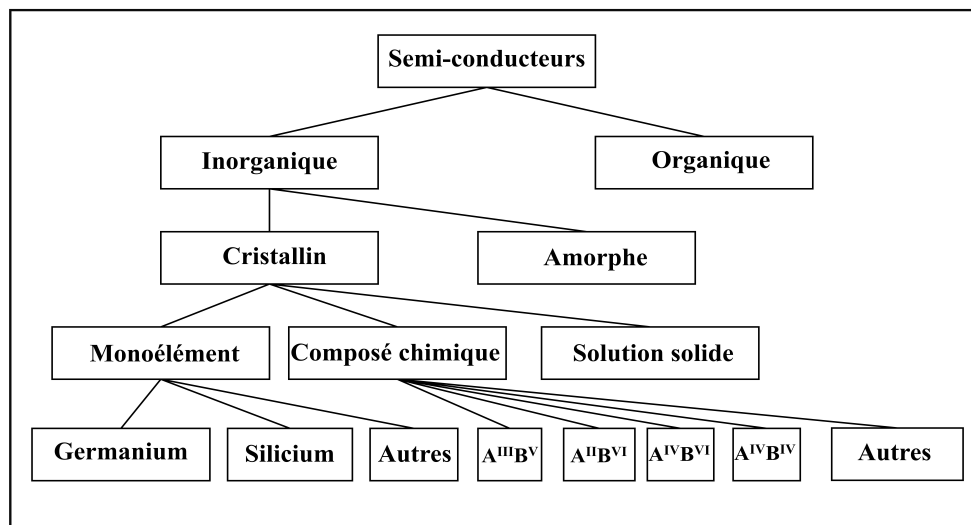 Semi-conducteurs
Inorganique
Organique
Cristallin
Amorphe
Monoélément
Composé chimique
Solution solide
Germanium
Silicium
Autres
AᴵᴵᴵBⱽ
AᴵᴵBⱽᴵ
AᴵⱽBⱽᴵ
AᴵⱽBᴵⱽ
Autres